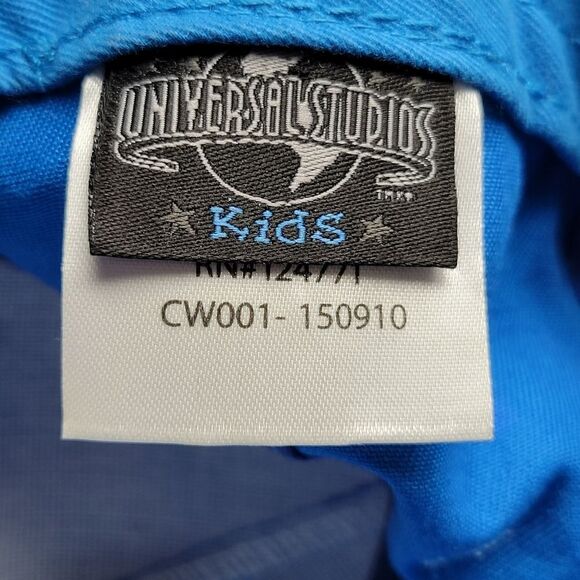 UNIVERSAL STUDIOS
Kids
RN#124771
CW001- 150910